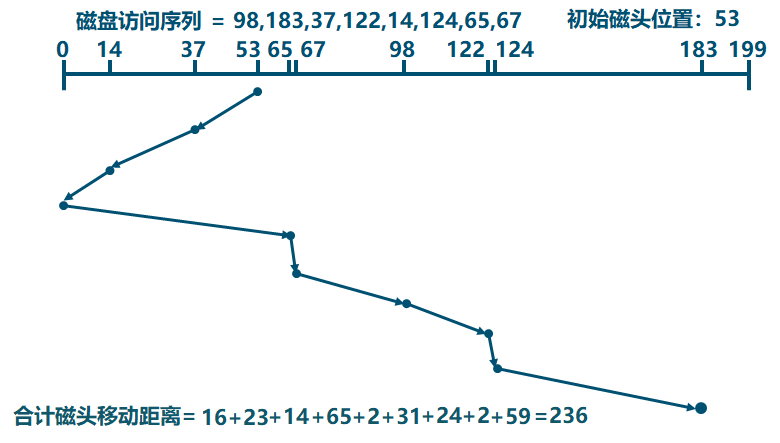 磁盘访问序列 = 98,183,37,122,14,124,65,67 初始磁头位置：53
0 14 37 53 65 67 98 122 124 183 199
合计磁头移动距离= 16+23+14+65+2+31+24+2+59=236